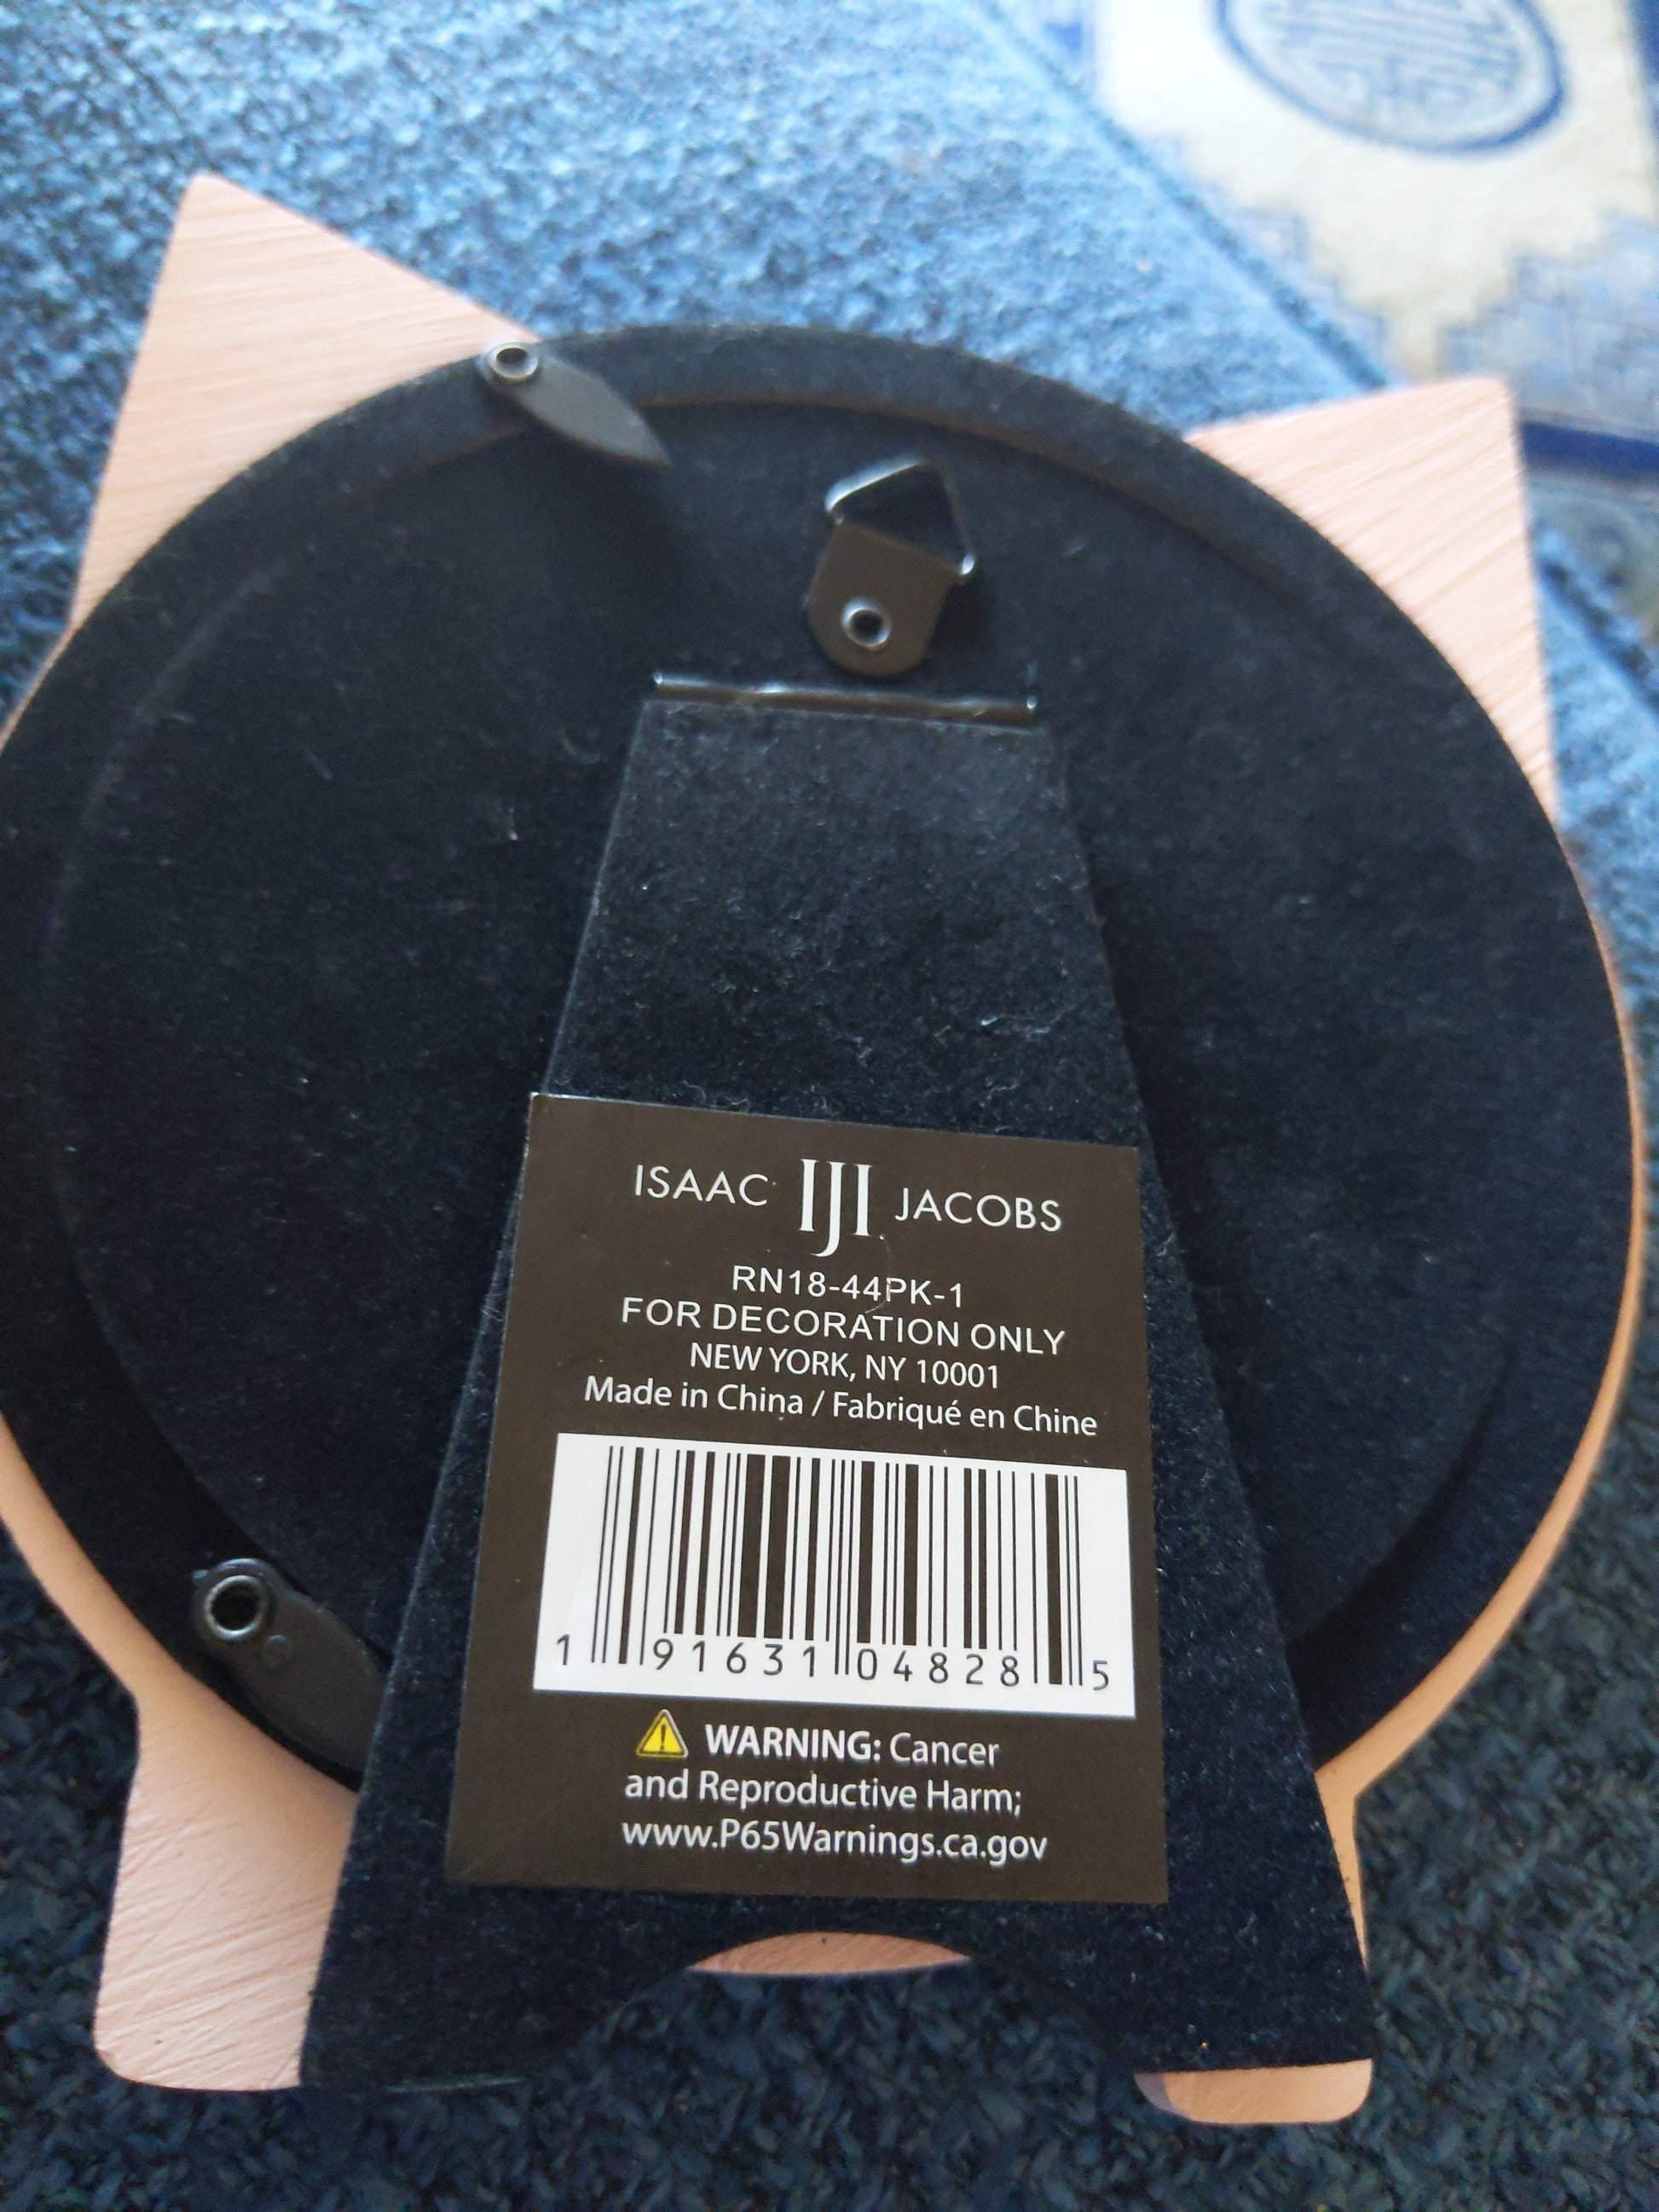 ISAAC IJI JACOBS
RN18-44PK-1
FOR DECORATION ONLY
NEW YORK, NY 10001
Made in China / Fabriqué en Chine
1 91631 04828 5
WARNING: Cancer
and Reproductive Harm;
www.P65Warnings.ca.gov